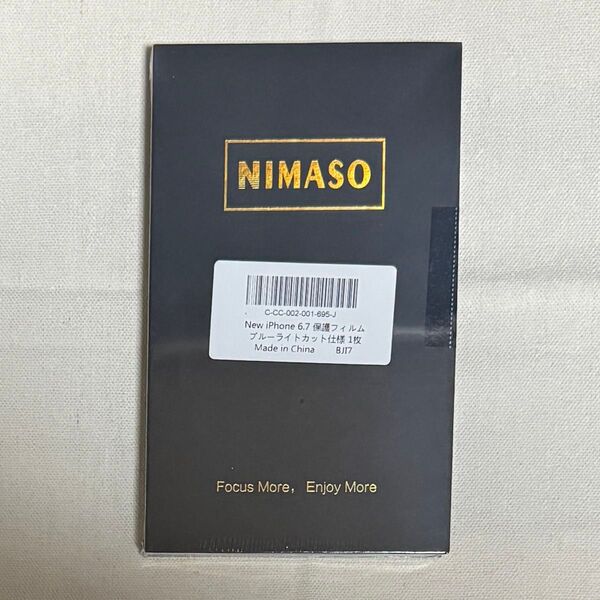 NIMASO
C-CC-002-001-695-J
New iPhone 6.7 保護フィルム
ブルーライトカット仕様 1枚
Made in China BJI7
Focus More, Enjoy More